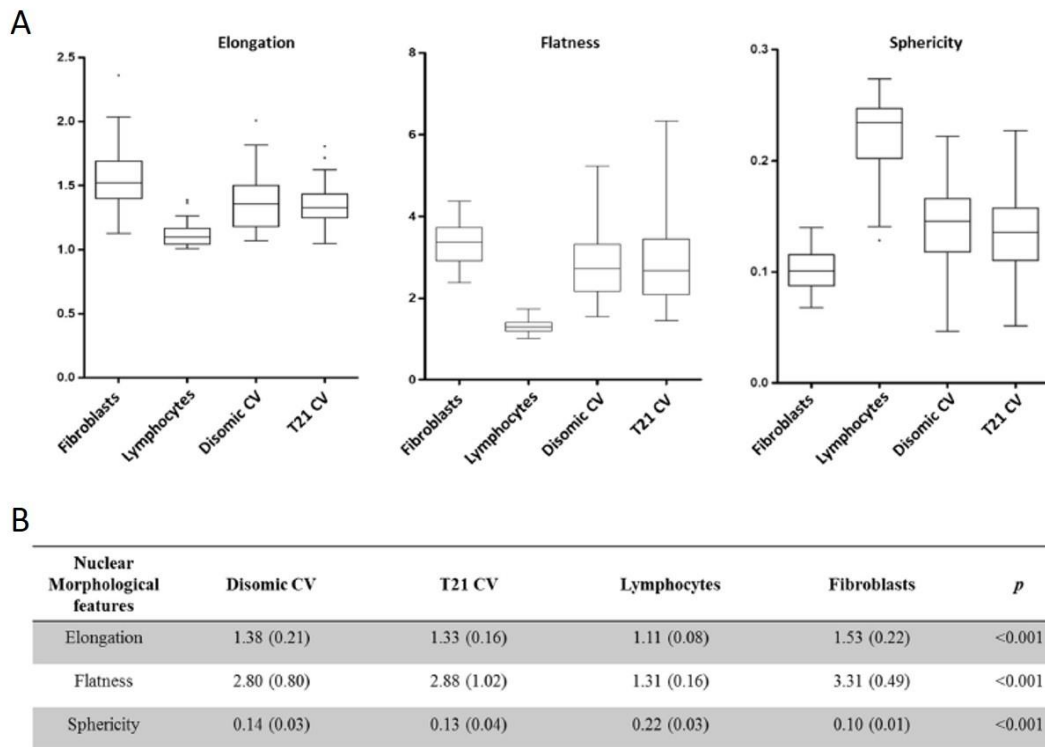 A
Elongation
2.5
2.0
1.5
1.0
0.5
0.0
Fibroblasts
Lymphocytes
Disomic CV
T21 CV
Flatness
8
6
4
2
0
Fibroblasts
Lymphocytes
Disomic CV
T21 CV
Sphericity
0.3
0.2
0.1
0.0
Fibroblasts
Lymphocytes
Disomic CV
T21 CV
B
Nuclear
Morphological
features
Disomic CV
T21 CV
Lymphocytes
Fibroblasts
p
Elongation 1.38 (0.21) 1.33 (0.16) 1.11 (0.08) 1.53 (0.22) <0.001
Flatness 2.80 (0.80) 2.88 (1.02) 1.31 (0.16) 3.31 (0.49) <0.001
Sphericity 0.14 (0.03) 0.13 (0.04) 0.22 (0.03) 0.10 (0.01) <0.001